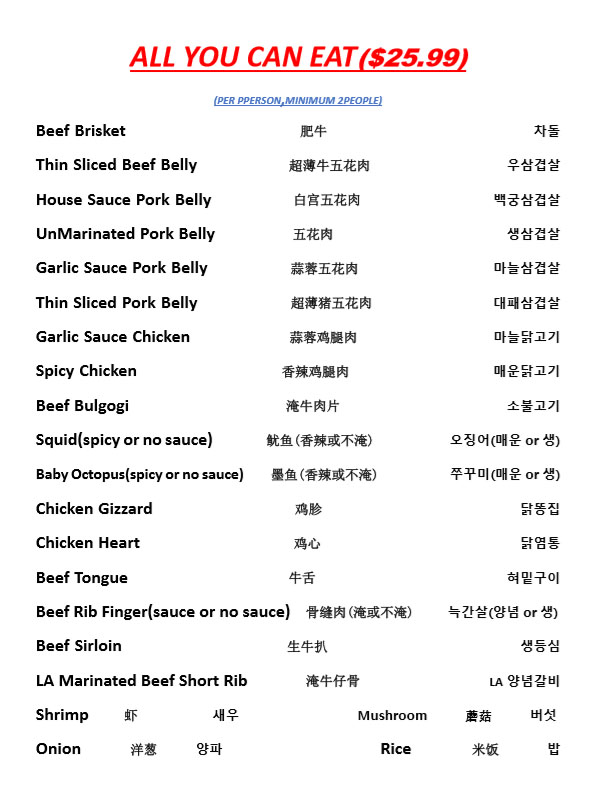 ALL YOU CAN EAT($25.99)
(PER PPERSON,MINIMUM 2PEOPLE)
Beef Brisket 肥牛 차돌
Thin Sliced Beef Belly 超薄牛五花肉 우삼겹살
House Sauce Pork Belly 白宫五花肉 백궁삼겹살
UnMarinated Pork Belly 五花肉 생삼겹살
Garlic Sauce Pork Belly 蒜蓉五花肉 마늘삼겹살
Thin Sliced Pork Belly 超薄猪五花肉 대패삼겹살
Garlic Sauce Chicken 蒜蓉鸡腿肉 마늘닭고기
Spicy Chicken 香辣鸡腿肉 매운닭고기
Beef Bulgogi 淹牛肉片 소불고기
Squid(spicy or no sauce) 鱿鱼(香辣或不淹) 오징어(매운 or 생)
Baby Octopus(spicy or no sauce) 墨鱼(香辣或不淹) 쭈꾸미(매운 or 생)
Chicken Gizzard 鸡胗 닭똥집
Chicken Heart 鸡心 닭염통
Beef Tongue 牛舌 혀밑구이
Beef Rib Finger(sauce or no sauce) 骨缝肉(淹或不淹) 늑간살(양념 or 생)
Beef Sirloin 生牛扒 생등심
LA Marinated Beef Short Rib 淹牛仔骨 LA 양념갈비
Shrimp 虾 새우 Mushroom 蘑菇 버섯
Onion 洋葱 양파 Rice 米饭 밥